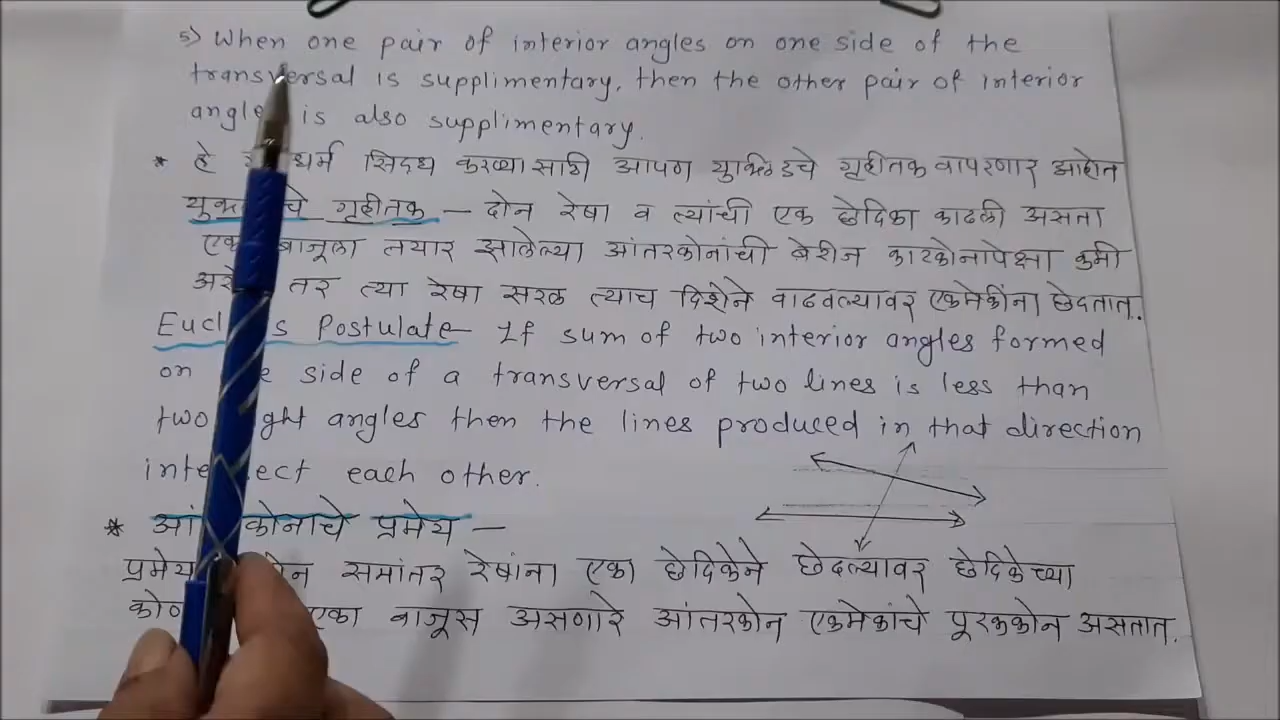 5) When one pair of interior angles on one side of the
transversal is supplimentary, then the other pair of interior
is also supplimentary.
* हे धर्म सिद्ध करण्यासाठी आपण युक्लिडचे गृहीतक वापरणार आहोत
गृहीतक — दोन रेषा व त्यांची एक छेदिका काढली असता
बाजूला तयार झालेल्या आंतरकोनांची बेरीज काटकोनापेक्षा कमी
तर त्या रेषा सरळ त्याच दिशेने वाढवल्यावर एकमेकींना छेदतात.
Postulate - If sum of two interior angles formed
on side of a transversal of two lines is less than
two angles then the lines produced in that direction
each other.
* प्रमेय —
प्रमेय समांतर रेषांना एका छेदिकेने छेदल्यावर छेदिकेच्या
एका बाजूस असणारे आंतरकोन एकमेकांचे पूरककोन असतात.